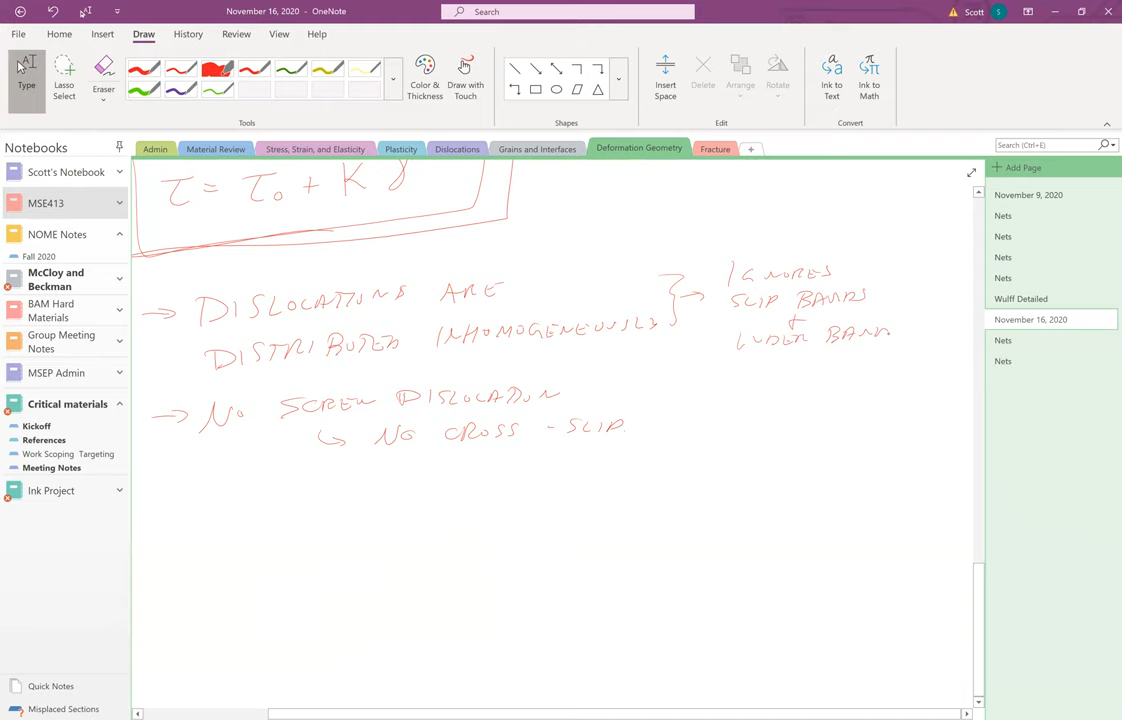 November 16, 2020 - OneNote
Search
Scott
S
File
Home
Insert
Draw
History
Review
View
Help
Type
Lasso
Select
Eraser
Color &
Thickness
Draw with
Touch
Insert
Space
Delete
Arrange
Rotate
Ink to
Text
Ink to
Math
Tools
Shapes
Edit
Convert
Notebooks
Admin
Material Review
Stress, Strain, and Elasticity
Plasticity
Dislocations
Grains and Interfaces
Deformation Geometry
Fracture
Search (Ctrl+E)
Scott's Notebook
MSE413
NOME Notes
Fall 2020
McCloy and
Beckman
BAM Hard
Materials
Group Meeting
Notes
MSEP Admin
Critical materials
Kickoff
References
Work Scoping Targeting
Meeting Notes
Ink Project
Quick Notes
Misplaced Sections
τ = τ₀ + K γ
→ DISLOCATIONS ARE
DISTRIBUTED INHOMOGENEOUSLY
} → IGNORES
SLIP BANDS
+
LUDER BAND
→ NO SCREW DISLOCATION
↳ NO CROSS - SLIP.
Add Page
November 9, 2020
Nets
Nets
Nets
Nets
Wulff Detailed
November 16, 2020
Nets
Nets